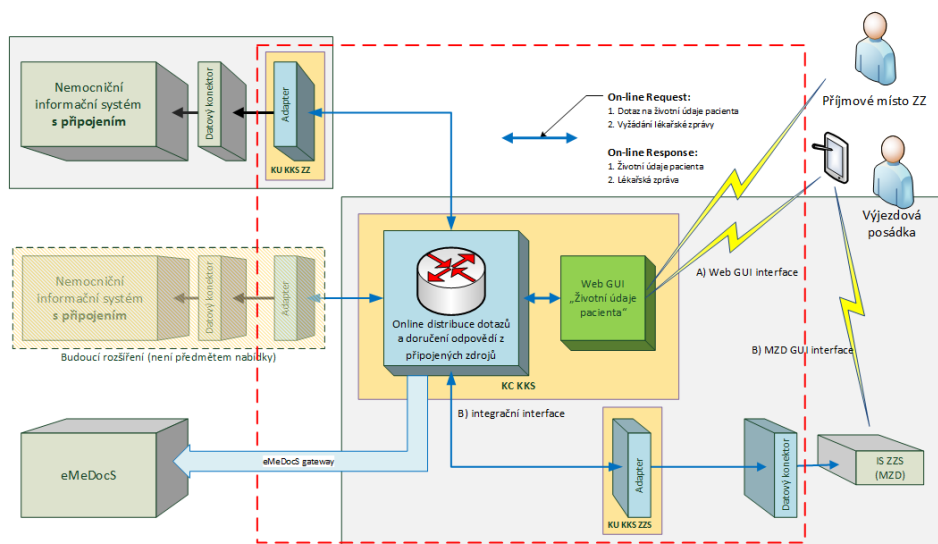 Nemocniční
informační systém
s připojením
Datový konektor
Adapter
KU KKS ZZ
On-line Request:
1. Dotaz na životní údaje pacienta
2. Vyžádání lékařské zprávy
On-line Response:
1. Životní údaje pacienta
2. Lékařská zpráva
Příjmové místo ZZ
Výjezdová
posádka
Nemocniční
informační systém
s připojením
Datový konektor
Adapter
Budoucí rozšíření (není předmětem nabídky)
Online distribuce dotazů
a doručení odpovědí z
připojených zdrojů
Web GUI
„Životní údaje
pacienta"
KC KKS
A) Web GUI interface
B) MZD GUI interface
B) integrační interface
eMeDocS
eMeDocS gateway
Adapter
KU KKS ZZS
Datový konektor
IS ZZS
(MZD)